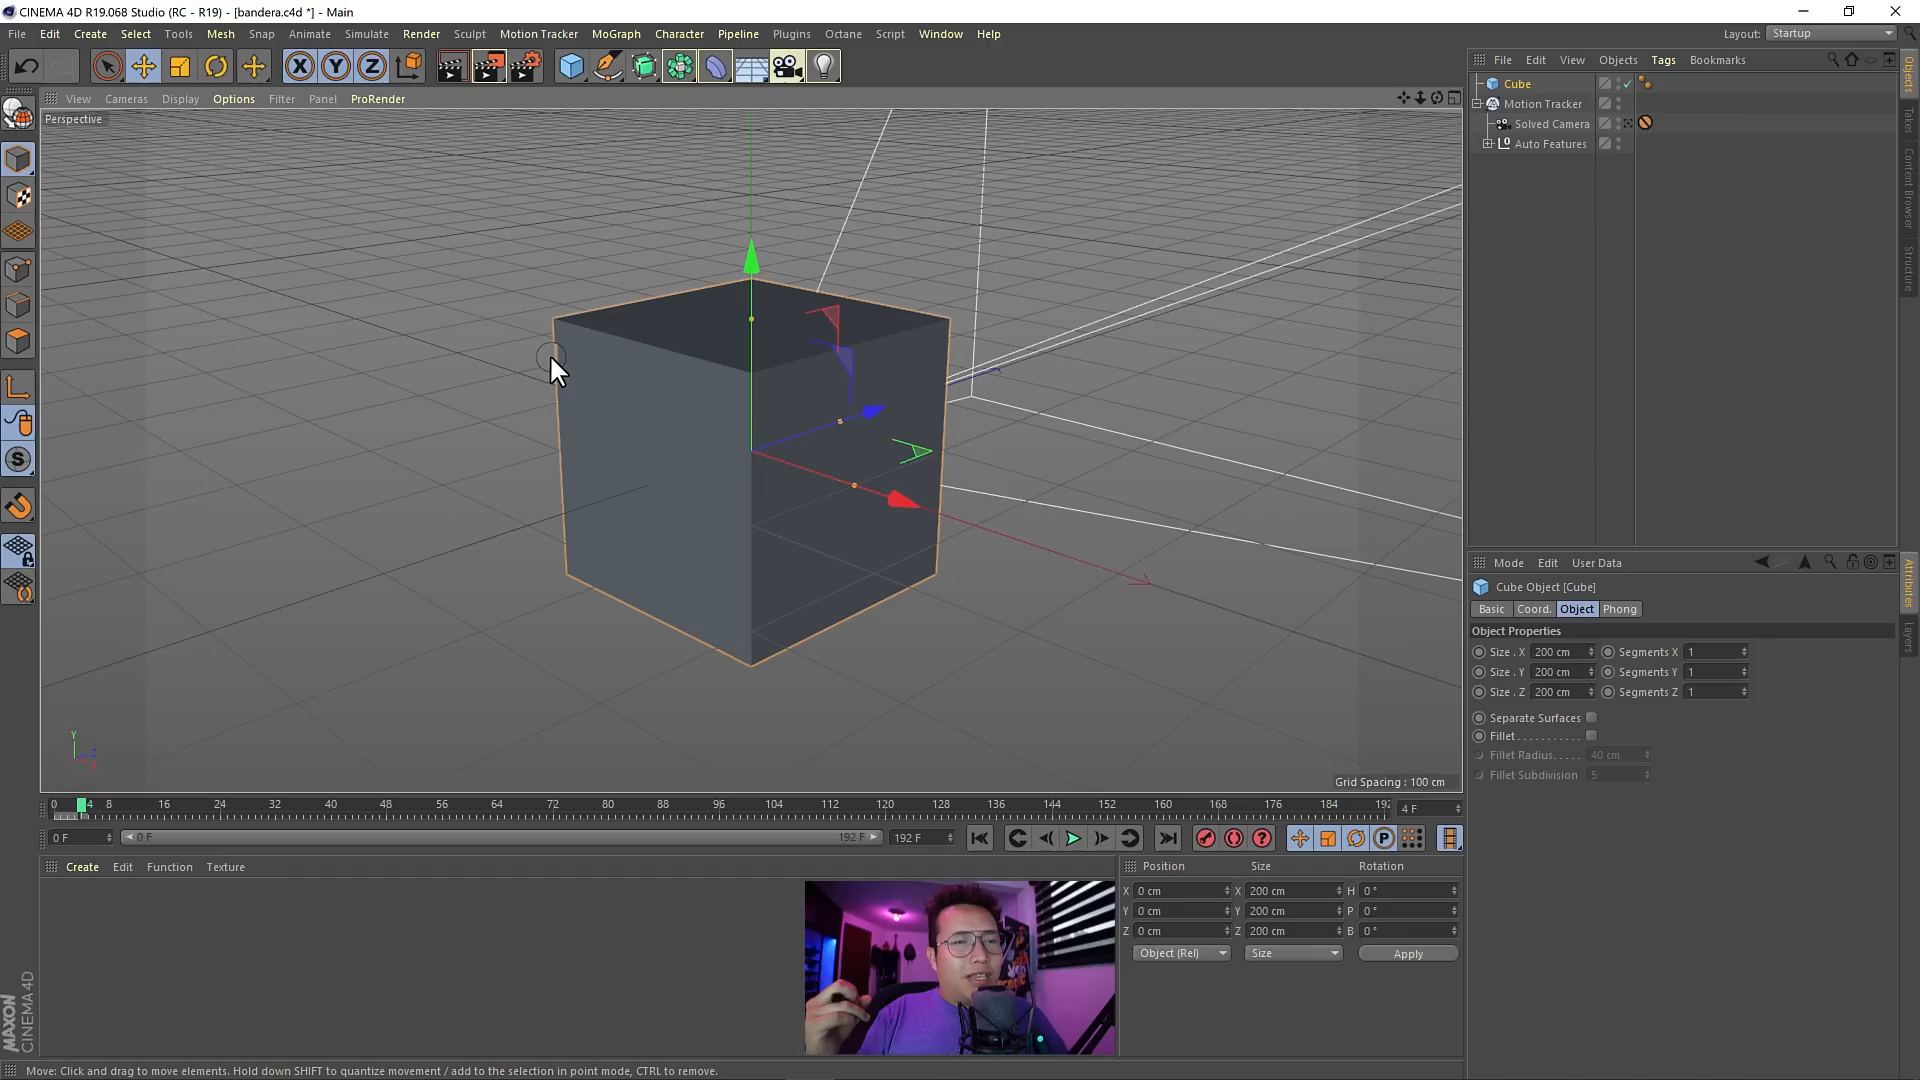 CINEMA 4D R19.068 Studio (RC - R19) - [bandera.c4d *] - Main
File Edit Create Select Tools Mesh Snap Animate Simulate Render Sculpt Motion Tracker MoGraph Character Pipeline Plugins Octane Script Window Help
Layout: Startup
File Edit View Objects Tags Bookmarks
Cube
Motion Tracker
Solved Camera
Auto Features
Objects
Takes
Content Browser
Structure
View Cameras Display Options Filter Panel ProRender
Perspective
X Y Z
S
Y
Z
X
Grid Spacing : 100 cm
Mode Edit User Data
Cube Object [Cube]
Basic Coord. Object Phong
Object Properties
Size . X 200 cm Segments X 1
Size . Y 200 cm Segments Y 1
Size . Z 200 cm Segments Z 1
Separate Surfaces
Fillet . . . . . . . . . . .
Fillet Radius. . . . . 40 cm
Fillet Subdivision 5
Attributes
Layers
0 4 8 16 24 32 40 48 56 64 72 80 88 96 104 112 120 128 136 144 152 160 168 176 184 192
4 F
0 F 0 F 192 F 192 F
P
Create Edit Function Texture
Position Size Rotation
X 0 cm X 200 cm H 0 °
Y 0 cm Y 200 cm P 0 °
Z 0 cm Z 200 cm B 0 °
Object (Rel) Size Apply
MAXON
CINEMA 4D
Move: Click and drag to move elements. Hold down SHIFT to quantize movement / add to the selection in point mode, CTRL to remove.